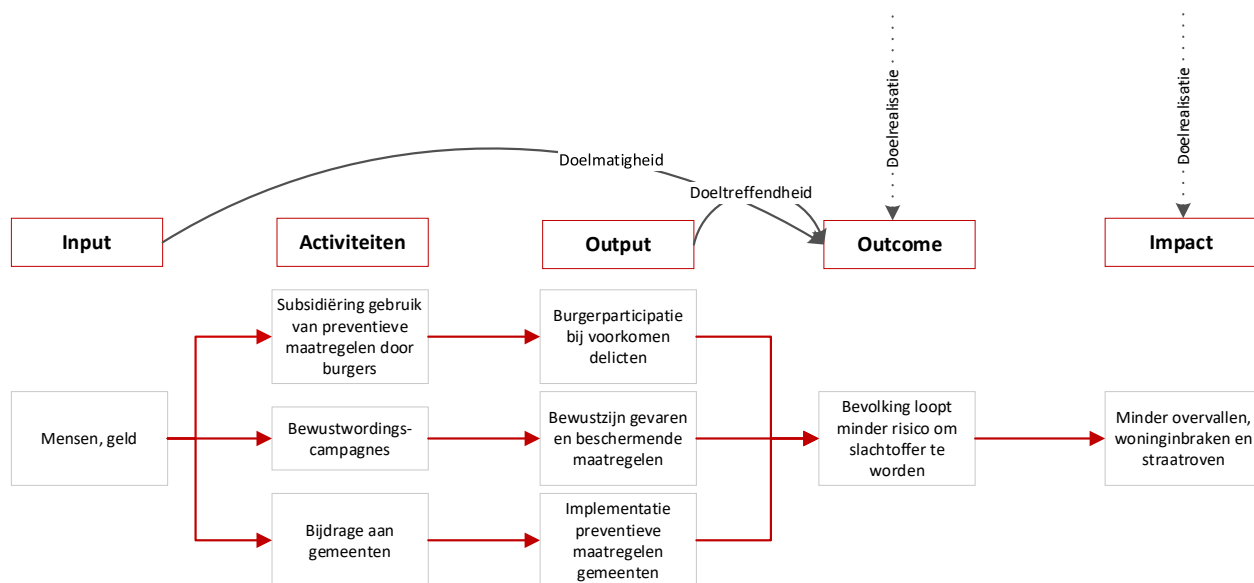 Doelrealisatie
Doelrealisatie
Doelmatigheid
Doeltreffendheid
Input
Activiteiten
Output
Outcome
Impact
Subsidiëring gebruik
van preventieve
maatregelen door
burgers
Burgerparticipatie
bij voorkomen
delicten
Mensen, geld
Bewustwordings-
campagnes
Bewustzijn gevaren
en beschermende
maatregelen
Bevolking loopt
minder risico om
slachtoffer te
worden
Minder overvallen,
woninginbraken en
straatroven
Bijdrage aan
gemeenten
Implementatie
preventieve
maatregelen
gemeenten